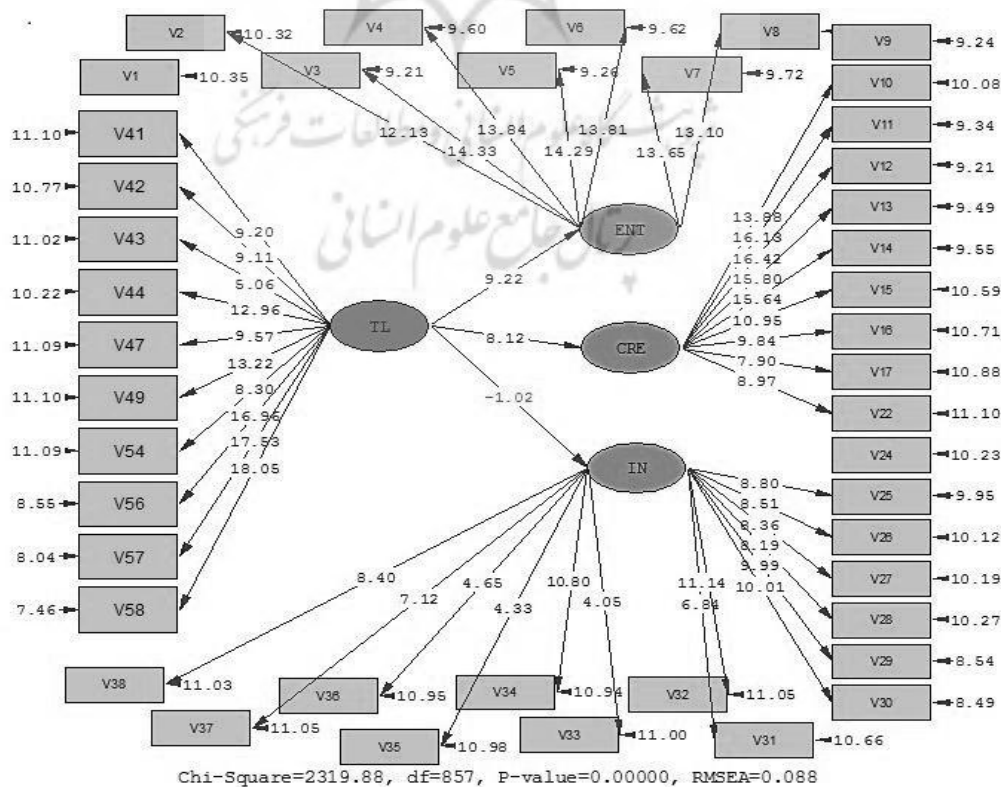 V2 10.32 V4 9.60 V6 9.62 V8 V9 9.24
V1 10.35 V3 9.21 V5 9.26 V7 9.72 V10 10.08
V11 9.34
V12 9.21
V13 9.49
V14 9.55
V15 10.59
V16 10.71
V17 10.88
V22 11.10
V24 10.23
V25 9.95
V26 10.12
V27 10.19
V28 10.27
V29 8.54
V30 8.49
12.13 14.33 13.84 14.29 13.81 13.65 13.10
پژوهشگاه علوم انسانی و مطالعات فرهنگی
پرتال جامع علوم انسانی
11.10 V41
10.77 V42
11.02 V43
10.22 V44
11.09 V47
11.10 V49
11.09 V54
8.55 V56
8.04 V57
7.46 V58
9.20
9.11
5.06
12.96
9.57
13.22
8.30
16.96
17.53
18.05
TL
9.22
8.12
-1.02
ENT
CRE
IN
13.88
16.13
16.42
15.80
15.64
10.95
9.84
7.90
8.97
8.80
8.51
8.36
8.19
9.99
10.01
8.40
7.12
4.65
4.33
10.80
4.05
11.14
6.84
V38 11.03 V36 10.95 V34 10.94 V32 11.05
V37 11.05 V35 10.98 V33 11.00 V31 10.66
Chi-Square=2319.88, df=857, P-value=0.00000, RMSEA=0.088